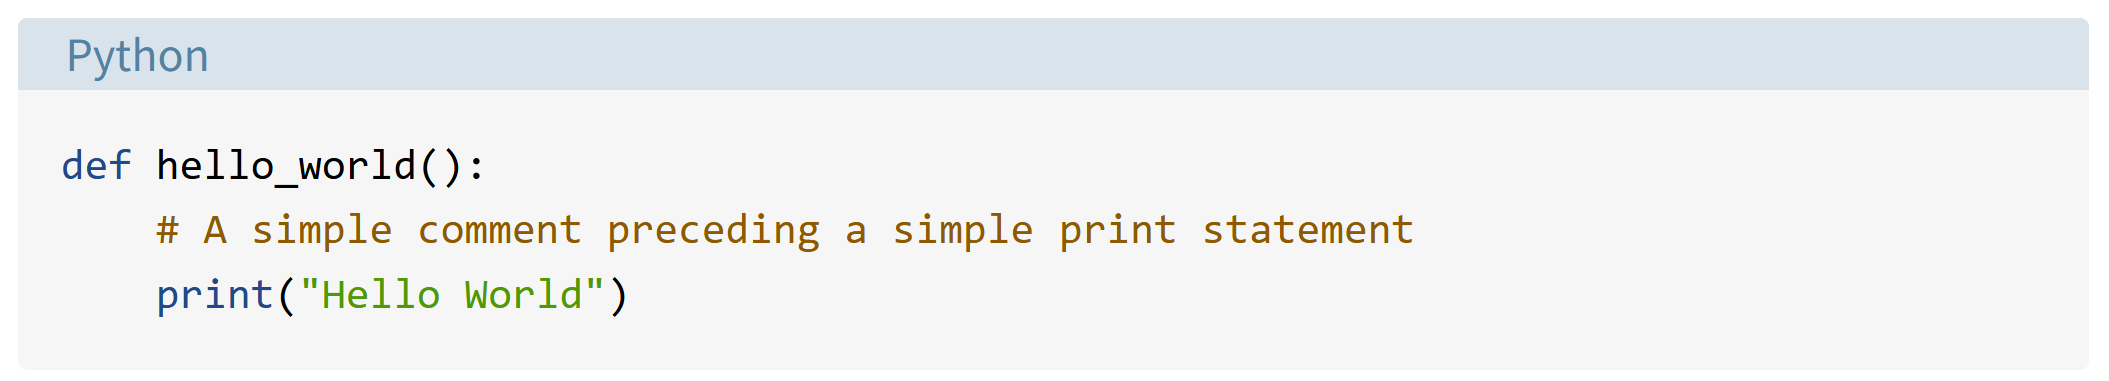 Python
def hello_world():
    # A simple comment preceding a simple print statement
    print("Hello World")